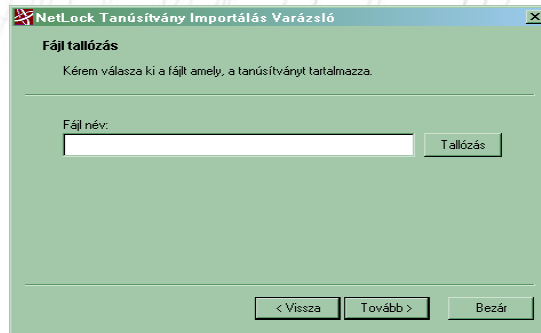 NetLock Tanúsítvány Importálás Varázsló
Fájl tallózás
Kérem válasza ki a fájlt amely, a tanúsítványt tartalmazza.
Fájl név:
Tallózás
< Vissza
Tovább >
Bezár